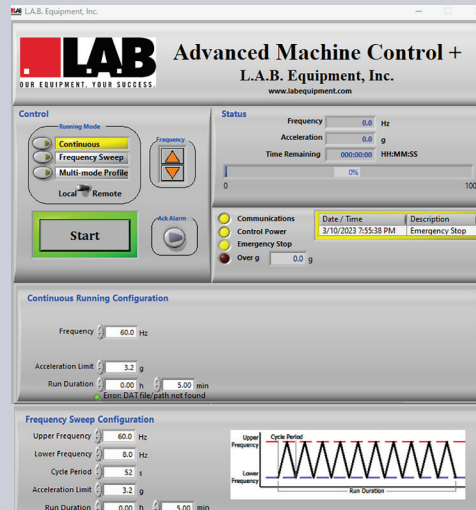 L.A.B. Equipment, Inc.
LAB
OUR EQUIPMENT. YOUR SUCCESS.
Advanced Machine Control +
L.A.B. Equipment, Inc.
www.labequipment.com
Control
Running Mode
Continuous
Frequency Sweep
Multi-mode Profile
Local Remote
Frequency
Start
Ack Alarm
Status
Frequency 0.0 Hz
Acceleration 0.0 g
Time Remaining 000:00:00 HH:MM:SS
0%
0 100
Communications
Control Power
Emergency Stop
Over g 0.0 g
Date / Time Description
3/10/2023 7:55:38 PM Emergency Stop
Continuous Running Configuration
Frequency 60.0 Hz
Acceleration Limit 3.2 g
Run Duration 0.00 h 5.00 min
Error: DAT file/path not found
Frequency Sweep Configuration
Upper Frequency 60.0 Hz
Lower Frequency 8.0 Hz
Cycle Period 52 s
Acceleration Limit 3.2 g
Run Duration 0.00 h 5.00 min
Upper Frequency
Cycle Period
Lower Frequency
Run Duration